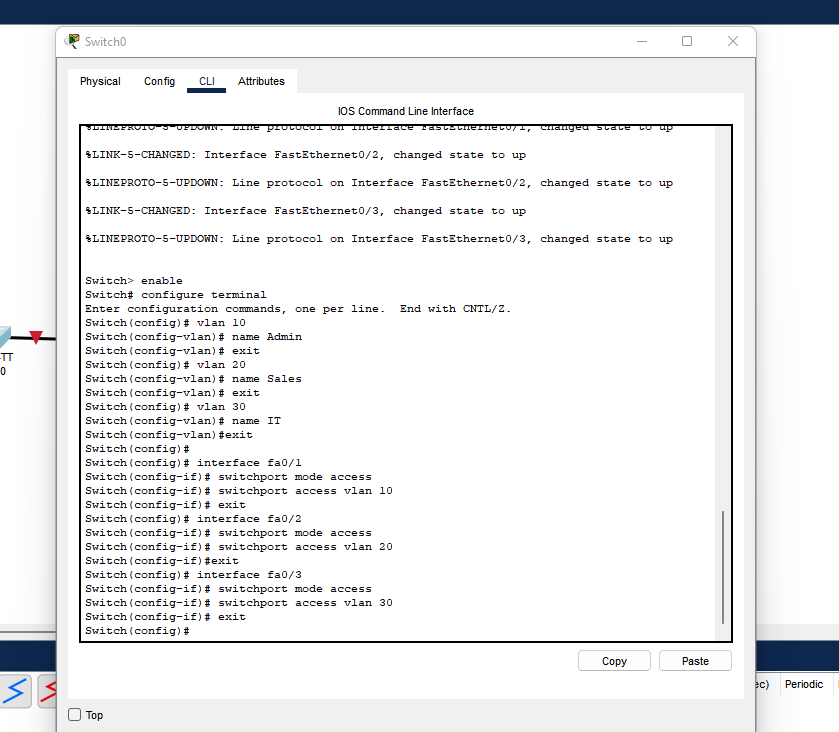 Switch0
Physical Config CLI Attributes
IOS Command Line Interface
%LINEPROTO-5-UPDOWN: Line protocol on Interface FastEthernet0/1, changed state to up
%LINK-5-CHANGED: Interface FastEthernet0/2, changed state to up
%LINEPROTO-5-UPDOWN: Line protocol on Interface FastEthernet0/2, changed state to up
%LINK-5-CHANGED: Interface FastEthernet0/3, changed state to up
%LINEPROTO-5-UPDOWN: Line protocol on Interface FastEthernet0/3, changed state to up
Switch> enable
Switch# configure terminal
Enter configuration commands, one per line.  End with CNTL/Z.
Switch(config)# vlan 10
Switch(config-vlan)# name Admin
Switch(config-vlan)# exit
Switch(config)# vlan 20
Switch(config-vlan)# name Sales
Switch(config-vlan)# exit
Switch(config)# vlan 30
Switch(config-vlan)# name IT
Switch(config-vlan)#exit
Switch(config)#
Switch(config)# interface fa0/1
Switch(config-if)# switchport mode access
Switch(config-if)# switchport access vlan 10
Switch(config-if)# exit
Switch(config)# interface fa0/2
Switch(config-if)# switchport mode access
Switch(config-if)# switchport access vlan 20
Switch(config-if)#exit
Switch(config)# interface fa0/3
Switch(config-if)# switchport mode access
Switch(config-if)# switchport access vlan 30
Switch(config-if)# exit
Switch(config)#
-TT
0
Copy Paste
ec) Periodic
Top